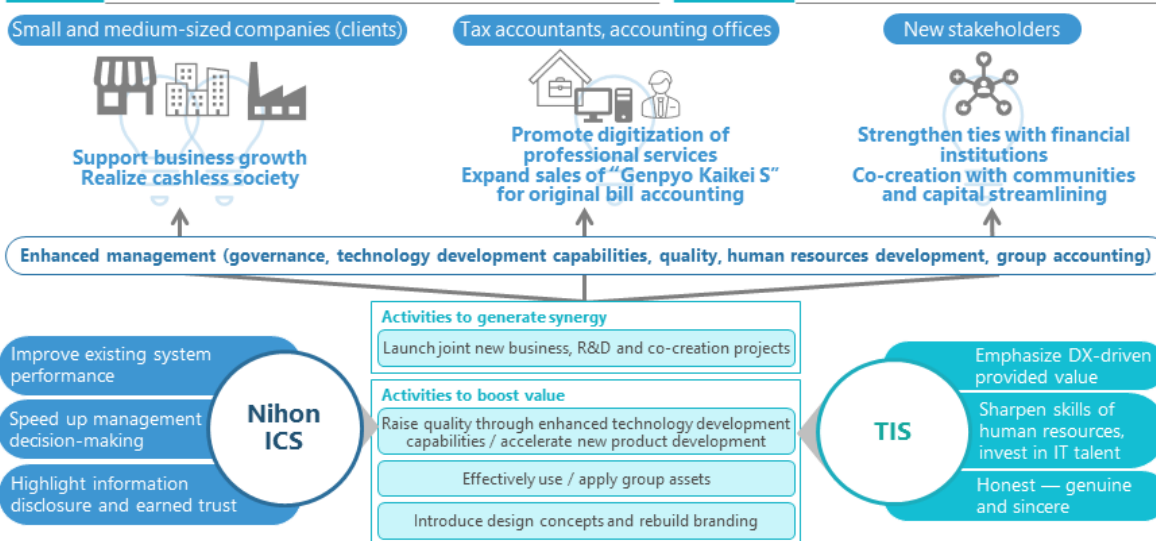 Small and medium-sized companies (clients)
Tax accountants, accounting offices
New stakeholders
Support business growth
Realize cashless society
Promote digitization of
professional services
Expand sales of “Genpyo Kaikei S”
for original bill accounting
Strengthen ties with financial
institutions
Co-creation with communities
and capital streamlining
Enhanced management (governance, technology development capabilities, quality, human resources development, group accounting)
Improve existing system
performance
Speed up management
decision-making
Highlight information
disclosure and earned trust
Nihon
ICS
Activities to generate synergy
Launch joint new business, R&D and co-creation projects
Activities to boost value
Raise quality through enhanced technology development
capabilities / accelerate new product development
Effectively use / apply group assets
Introduce design concepts and rebuild branding
TIS
Emphasize DX-driven
provided value
Sharpen skills of
human resources,
invest in IT talent
Honest — genuine
and sincere